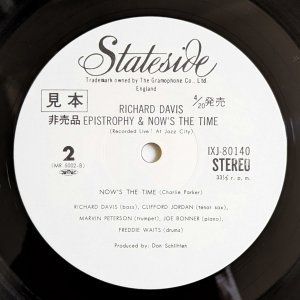 Stateside
Trademark owned by The Gramophone Co., Ltd.
England
見本
非売品
2/20発売
RICHARD DAVIS
EPISTROPHY & NOW'S THE TIME
(Recorded Live: At Jazz City)
2
(MR 5002-B)
IXJ-80140
STEREO
33⅓ r.p.m.
NOW'S THE TIME (Charlie Parker)
RICHARD DAVIS (bass), CLIFFORD JORDAN (tenor sax),
MARVIN PETERSON (trumpet), JOE BONNER (piano),
FREDDIE WAITS (drums)
Produced by: Don Schlitten